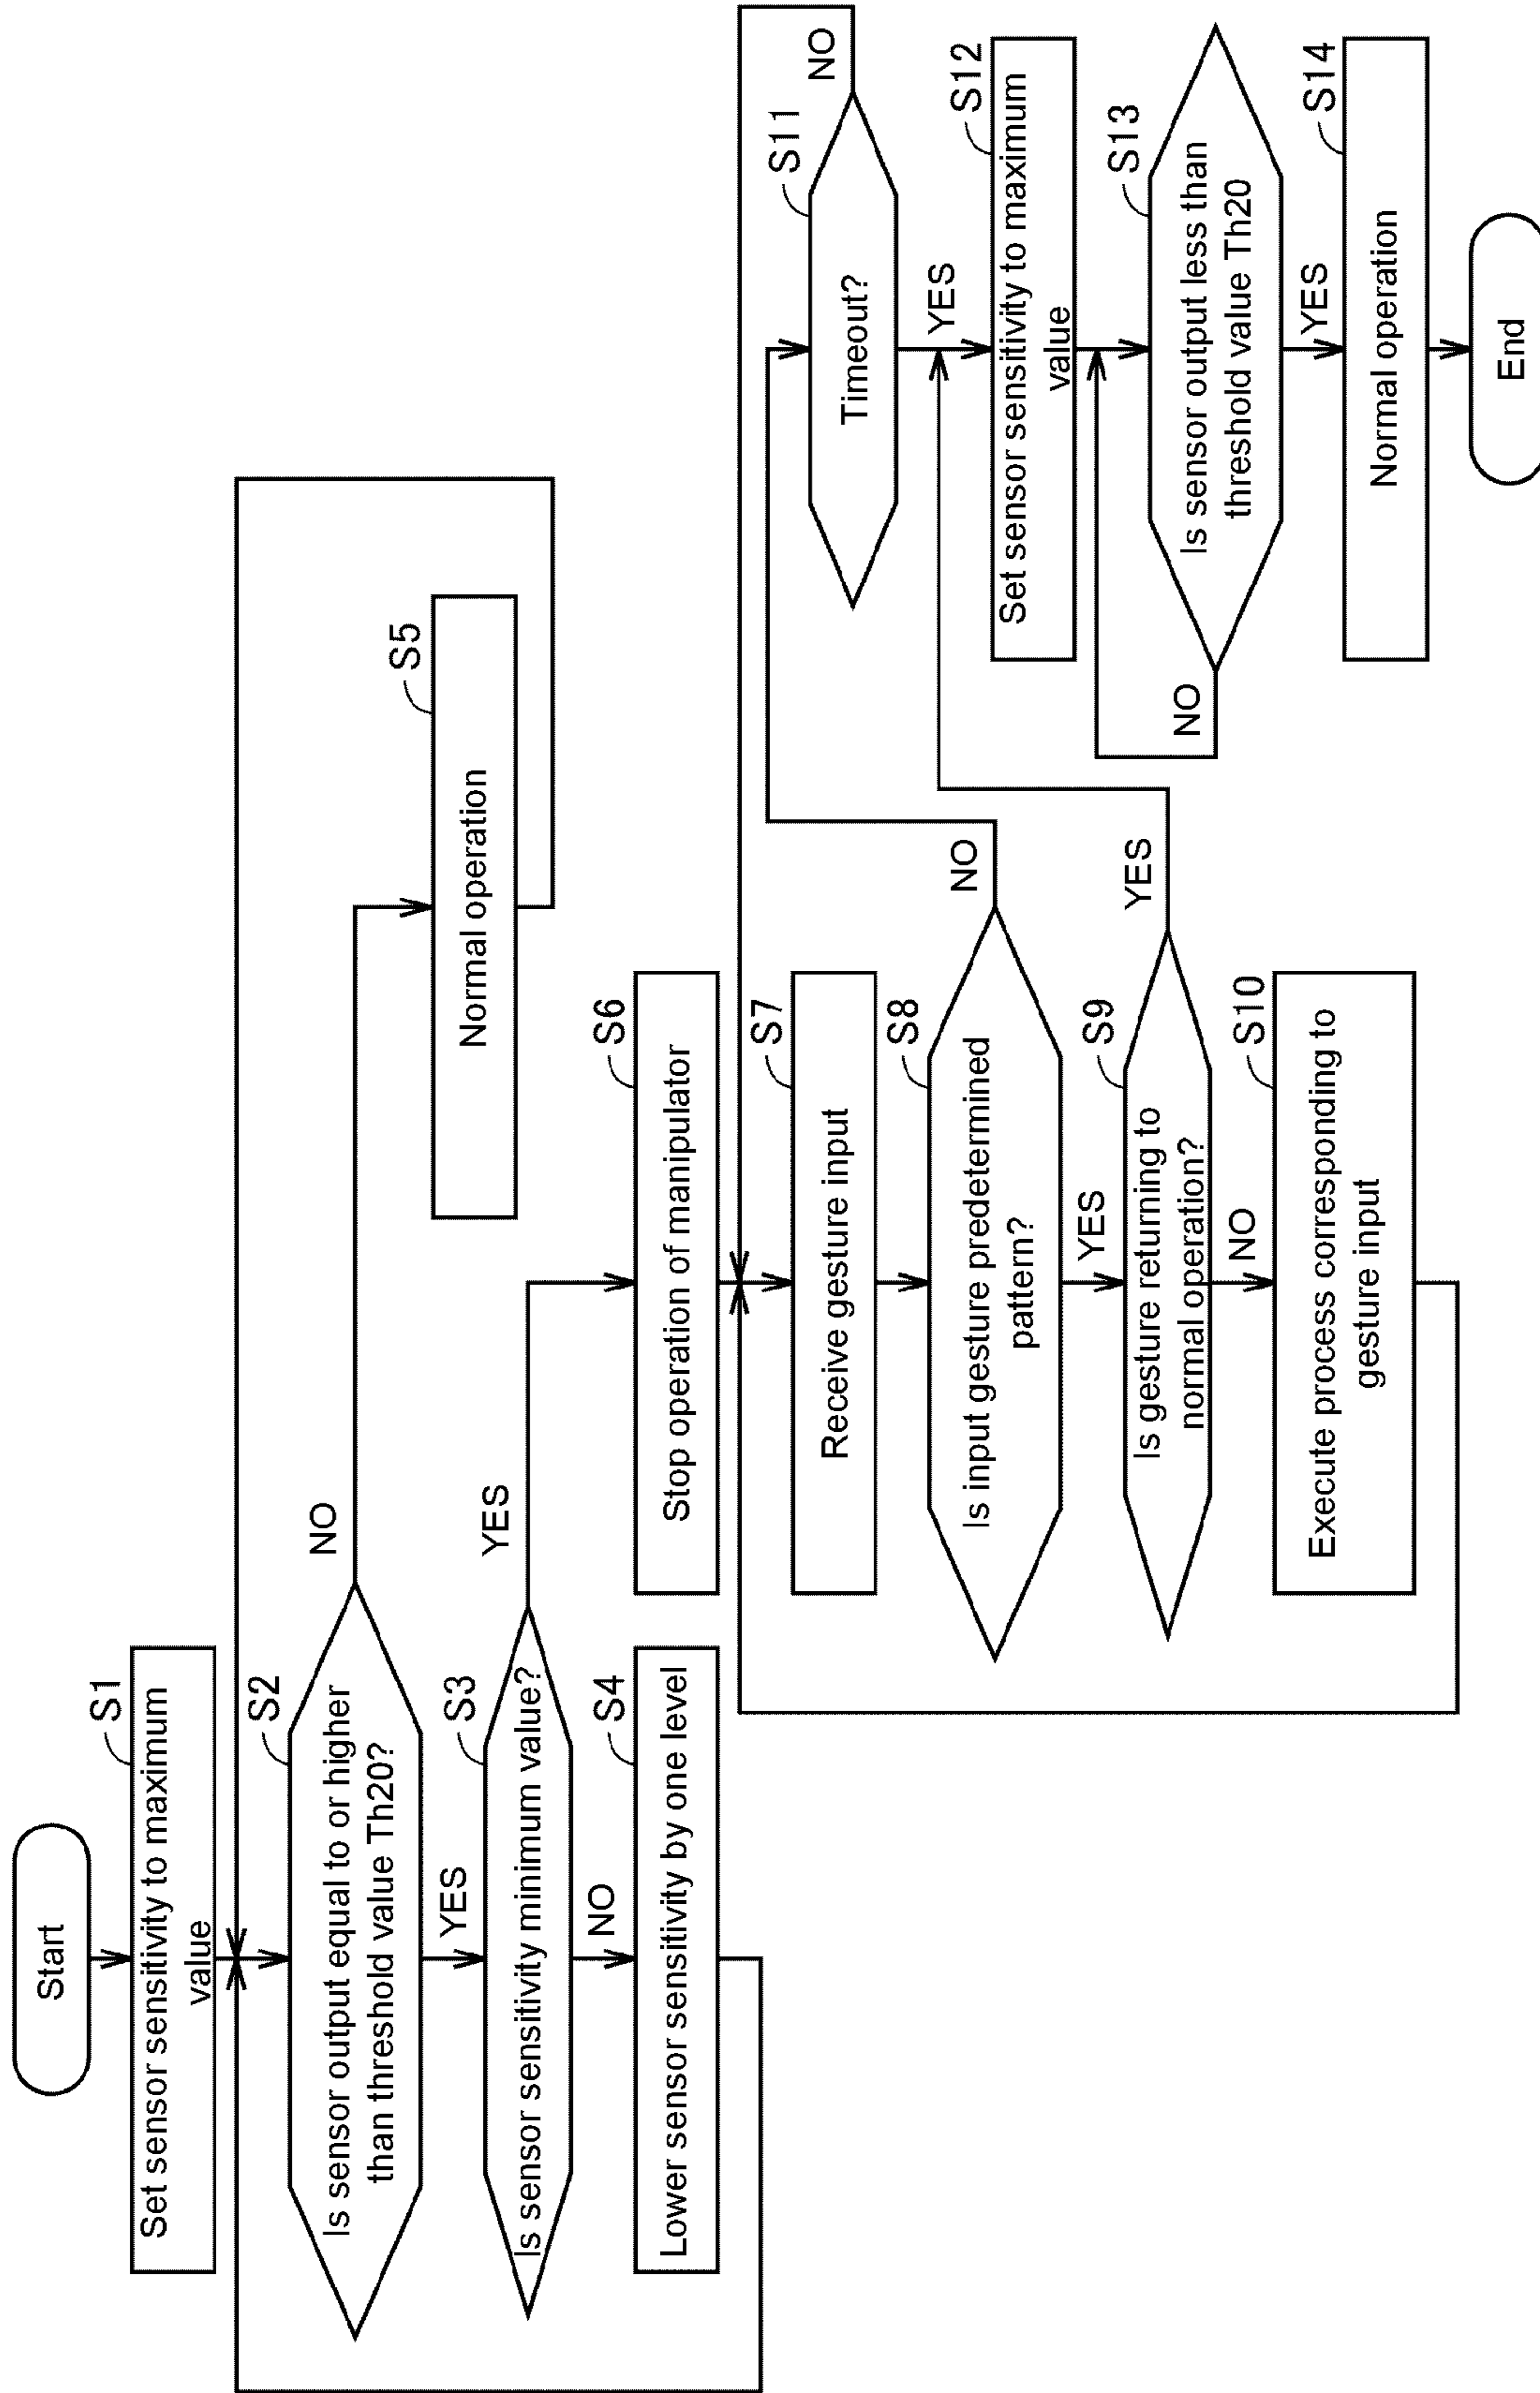 Start
S1
Set sensor sensitivity to maximum
value
S2
Is sensor output equal to or higher
than threshold value Th20?
NO
YES
S3
Is sensor sensitivity minimum value?
YES
NO
S4
Lower sensor sensitivity by one level
S5
Normal operation
S6
Stop operation of manipulator
S7
Receive gesture input
S8
Is input gesture predetermined
pattern?
NO
YES
S9
Is gesture returning to
normal operation?
YES
NO
S10
Execute process corresponding to
gesture input
S11
Timeout?
NO
YES
S12
Set sensor sensitivity to maximum
value
S13
Is sensor output less than
threshold value Th20
NO
YES
S14
Normal operation
End